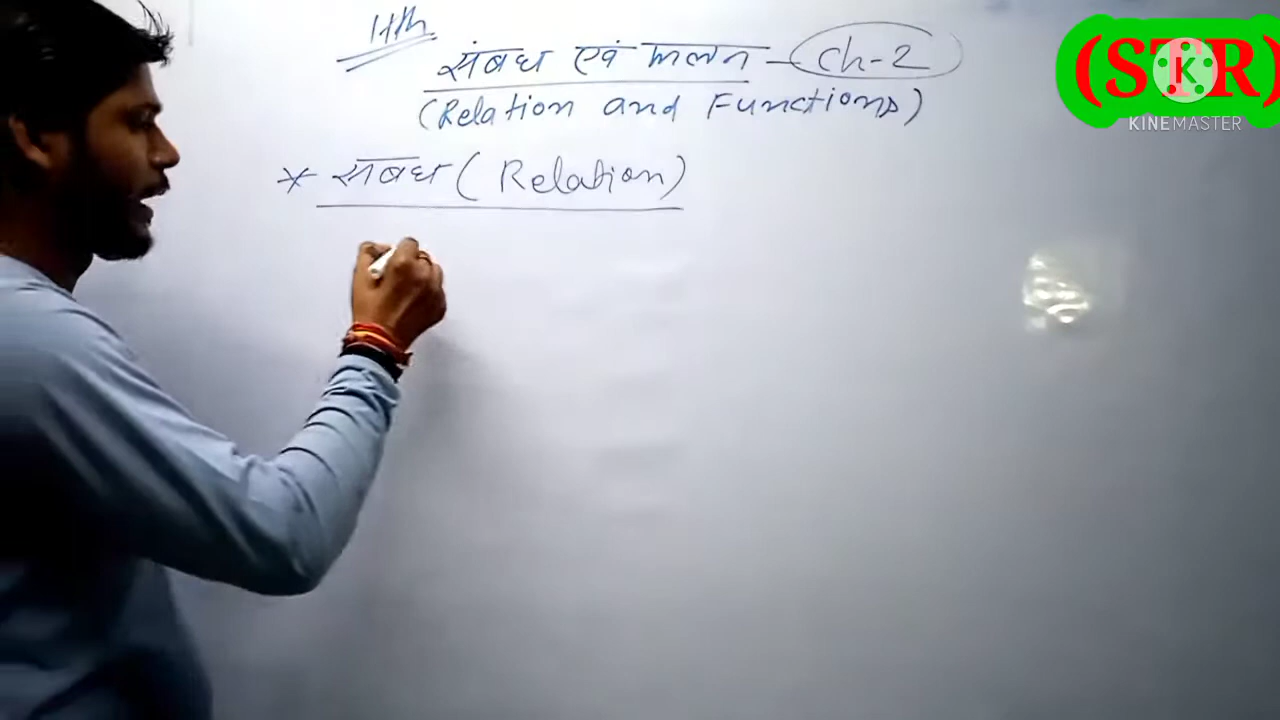 11th
संबंध एवं फलन - ch-2
(Relation and Functions)
* संबंध (Relation)
(STR)
K
KINEMASTER